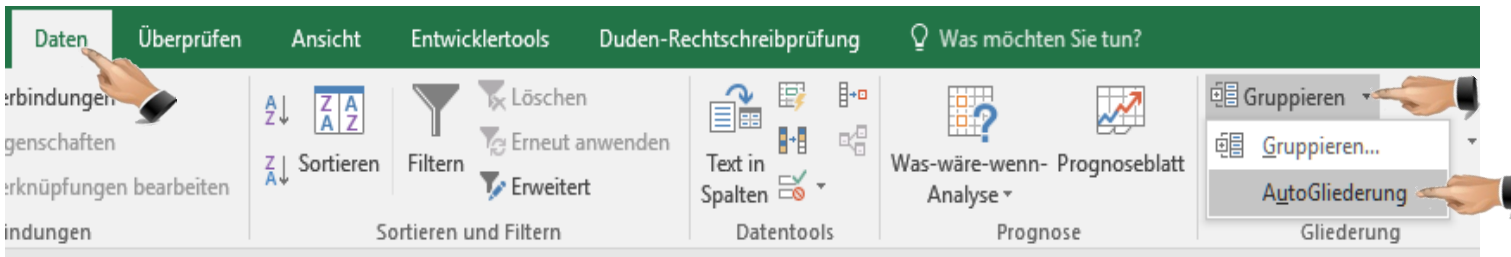 Daten Überprüfen Ansicht Entwicklertools Duden-Rechtschreibprüfung Was möchten Sie tun?
erbindungen
genschaften
erknüpfungen bearbeiten
indungen
A Z
Z A
Z A A Z
Sortieren
Filtern
Löschen
Erneut anwenden
Erweitert
Sortieren und Filtern
Text in
Spalten
Datentools
Was-wäre-wenn-
Analyse
Prognoseblatt
Prognose
Gruppieren
Gruppieren...
AutoGliederung
Gliederung